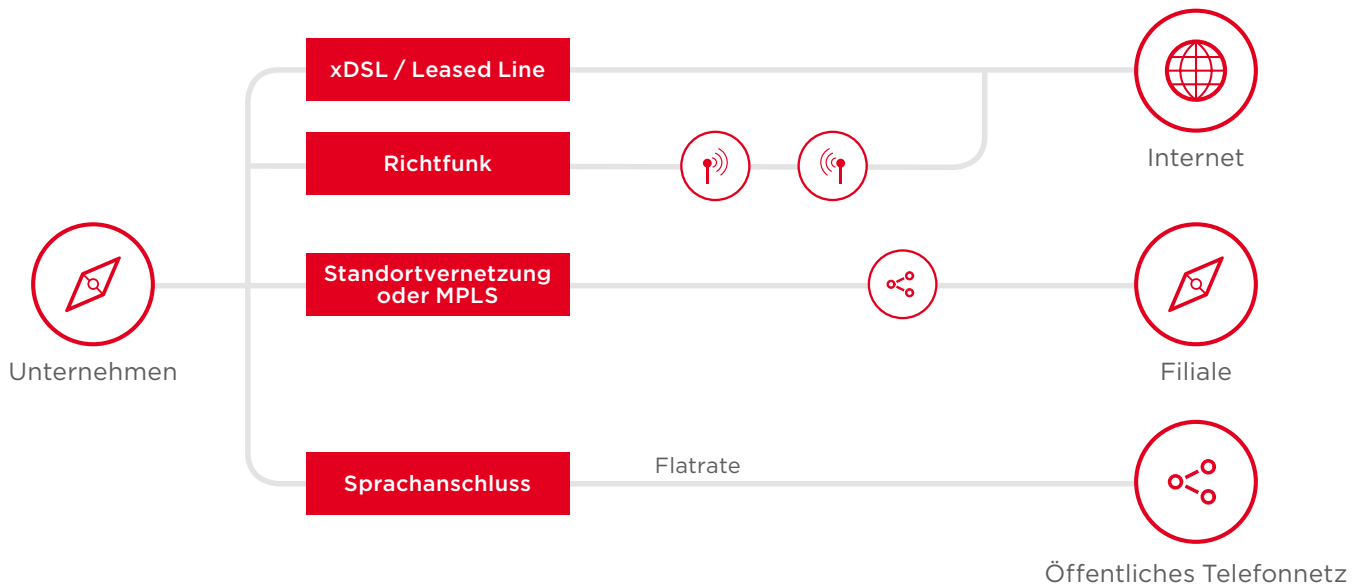 xDSL / Leased Line
Internet
Richtfunk
Unternehmen
Standortvernetzung
oder MPLS
Filiale
Sprachanschluss
Flatrate
Öffentliches Telefonnetz